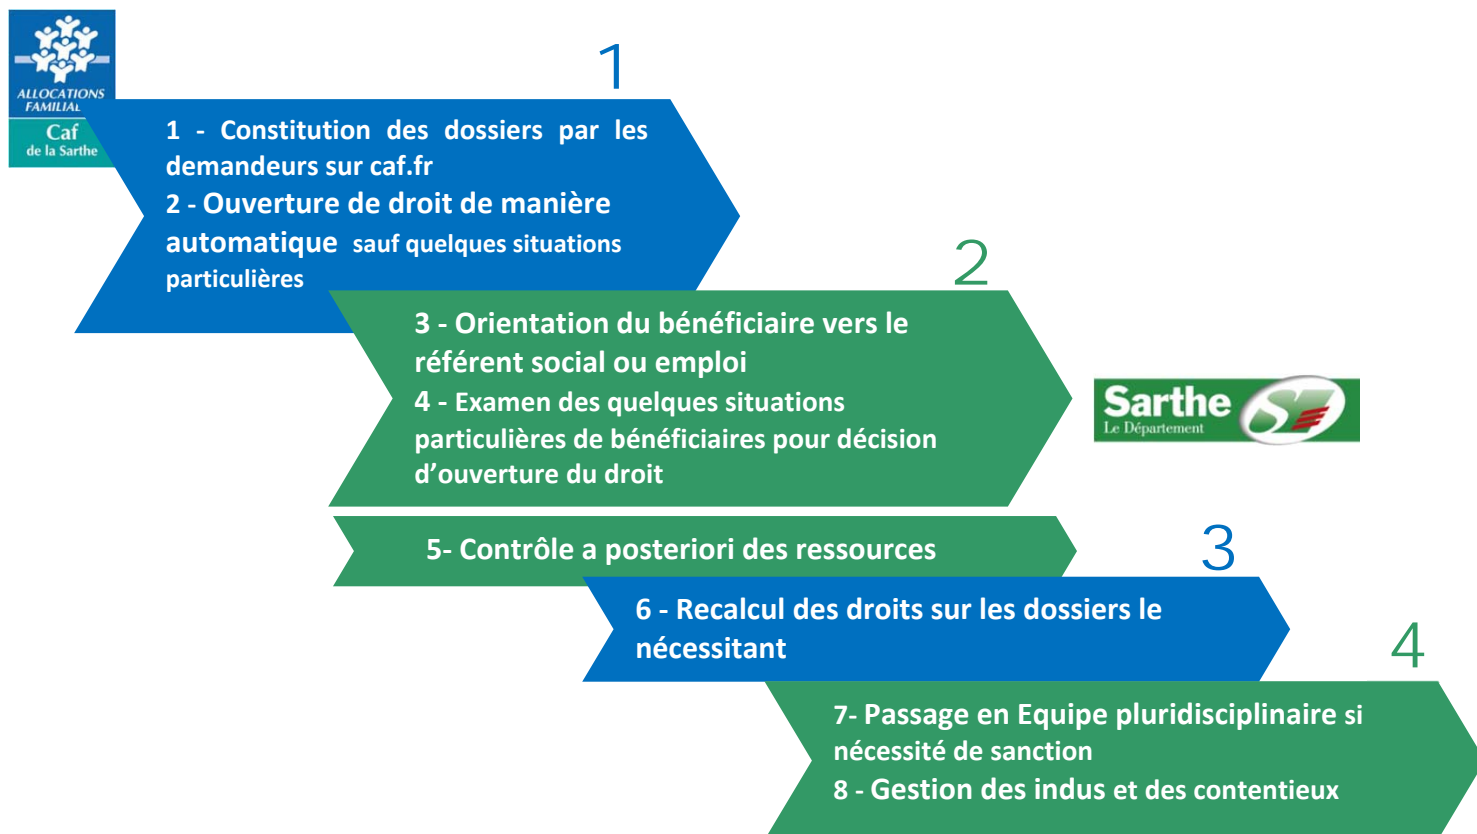 ALLOCATIONS
FAMILIAL
Caf
de la Sarthe
1
1 - Constitution des dossiers par les
demandeurs sur caf.fr
2 - Ouverture de droit de manière
automatique sauf quelques situations
particulières
2
3 - Orientation du bénéficiaire vers le
référent social ou emploi
4 - Examen des quelques situations
particulières de bénéficiaires pour décision
d’ouverture du droit
Sarthe
Le Département
5- Contrôle a posteriori des ressources
3
6 - Recalcul des droits sur les dossiers le
nécessitant
4
7- Passage en Equipe pluridisciplinaire si
nécessité de sanction
8 - Gestion des indus et des contentieux